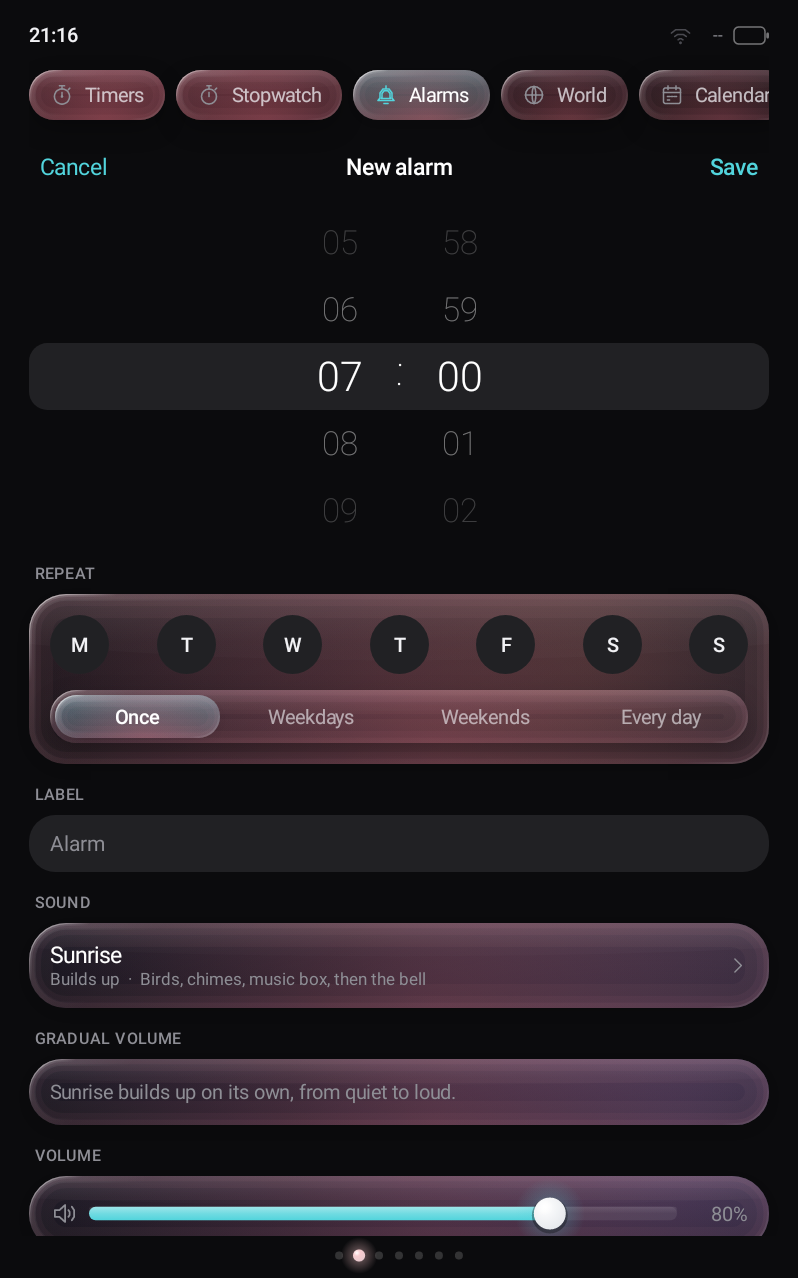 21:16
--
Timers Stopwatch Alarms World Calendar
Cancel New alarm Save
05 58
06 59
07 : 00
08 01
09 02
REPEAT
M T W T F S S
Once Weekdays Weekends Every day
LABEL
Alarm
SOUND
Sunrise
Builds up · Birds, chimes, music box, then the bell
GRADUAL VOLUME
Sunrise builds up on its own, from quiet to loud.
VOLUME
80%